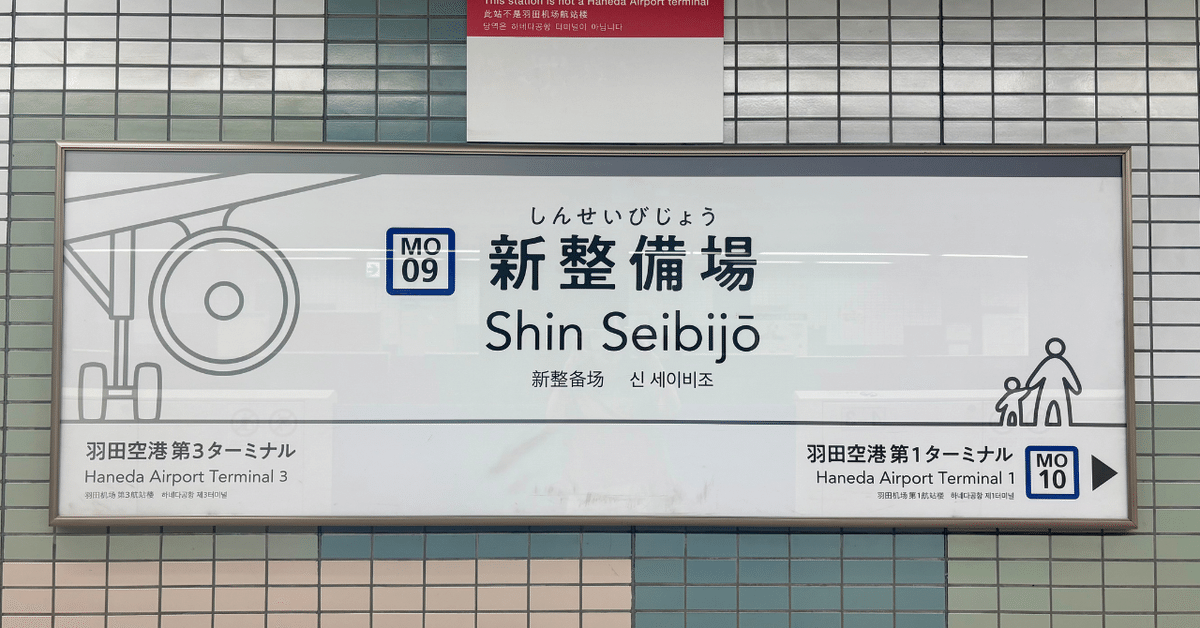 This station is not a Haneda Airport terminal
此站不是羽田机场航站楼
당역은 하네다공항 터미널이 아닙니다
しんせいびじょう
MO
09
新整備場
Shin Seibijō
新整备场 신 세이비조
羽田空港第3ターミナル
Haneda Airport Terminal 3
羽田机场 第3航站楼 하네다공항 제3터미널
羽田空港第1ターミナル
Haneda Airport Terminal 1
羽田机场 第1航站楼 하네다공항 제1터미널
MO
10